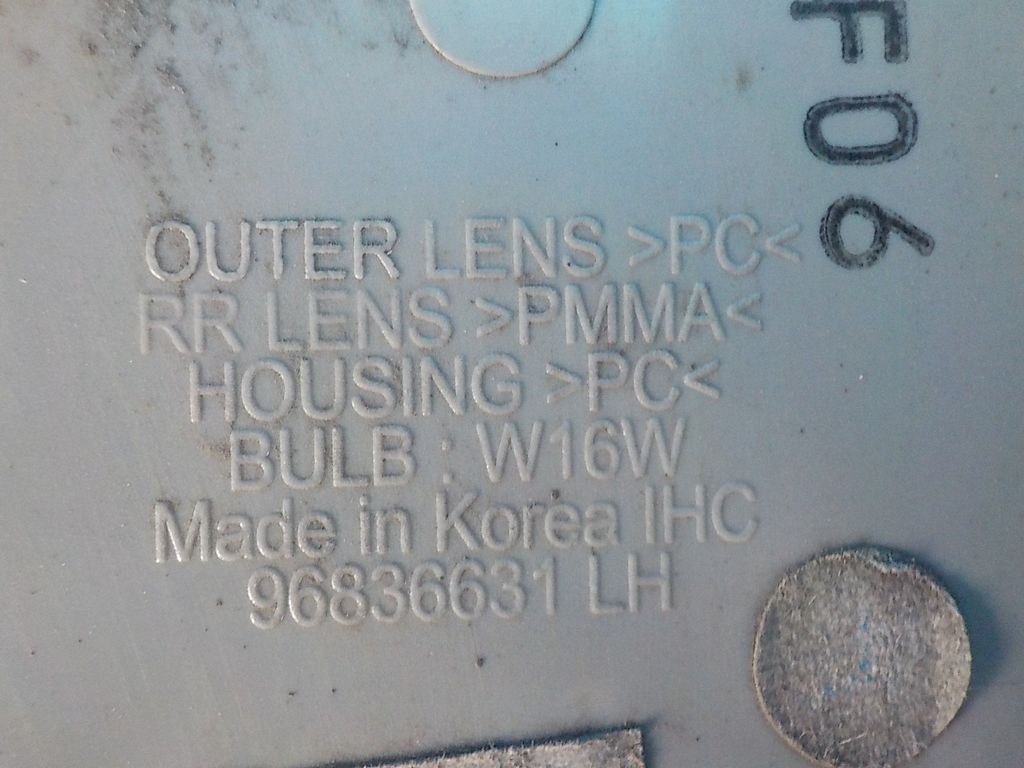 F06
OUTER LENS >PC<
RR LENS >PMMA<
HOUSING >PC<
BULB : W16W
Made in Korea IHC
96836631 LH